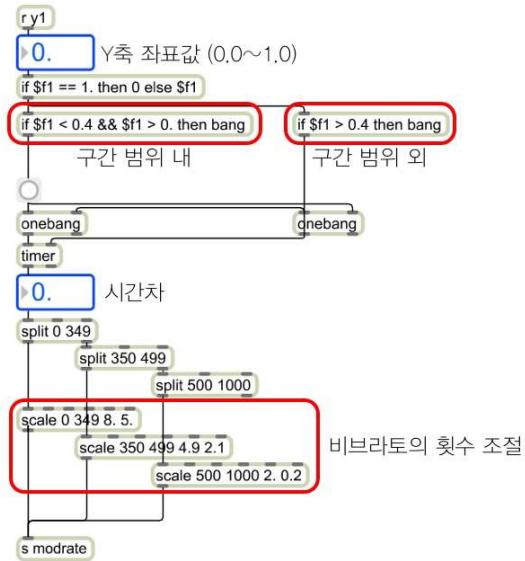 r y1
0.
Y축 좌표값 (0.0~1.0)
if $f1 == 1. then 0 else $f1
if $f1 < 0.4 && $f1 > 0. then bang
if $f1 > 0.4 then bang
구간 범위 내
구간 범위 외
onebang
onebang
timer
0.
시간차
split 0 349
split 350 499
split 500 1000
scale 0 349 8. 5.
scale 350 499 4.9 2.1
비브라토의 횟수 조절
scale 500 1000 2. 0.2
s modrate